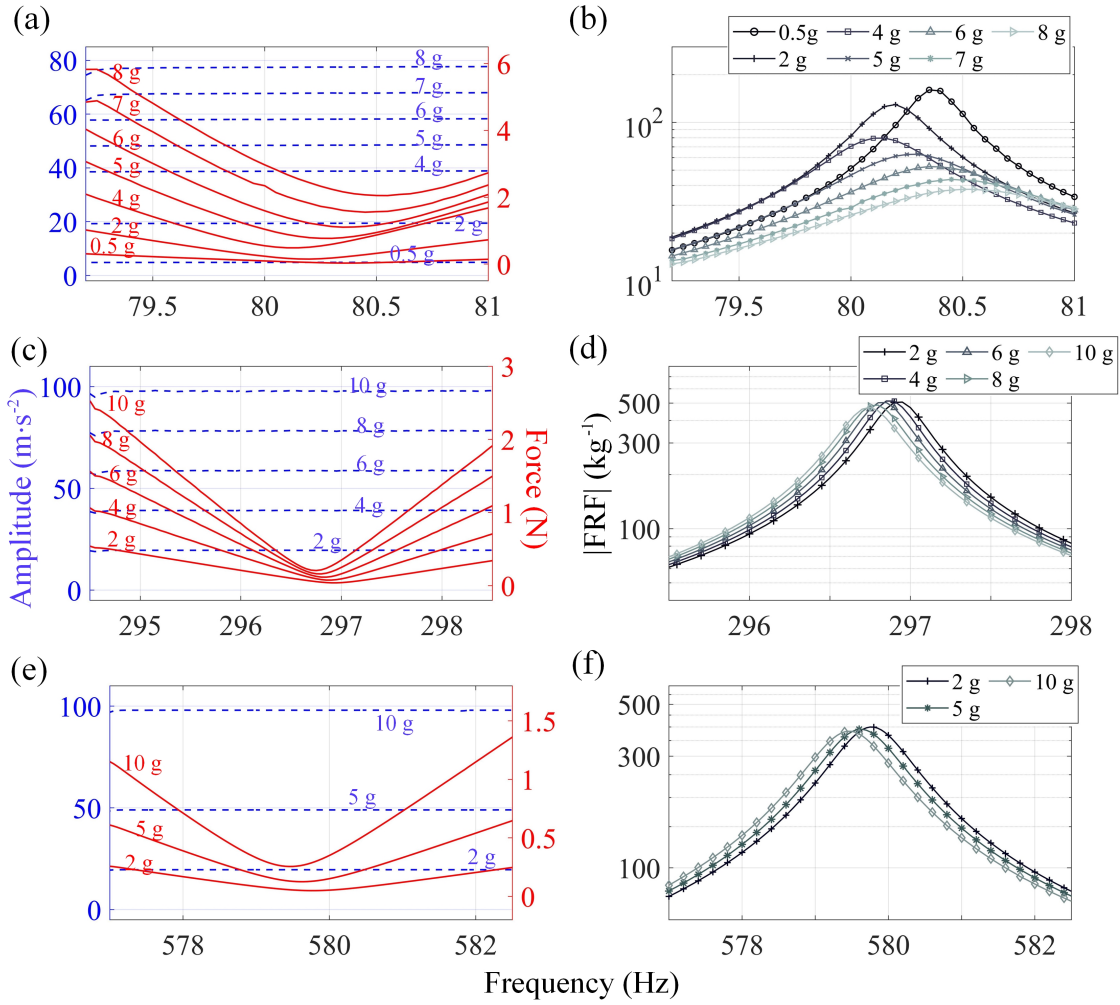 (a)
80
60
40
20
0
6
4
2
0
8 g
7 g
6 g
5 g
4 g
2 g
0.5 g
8 g
7 g
6 g
5 g
4 g
2 g
0.5 g
79.5
80
80.5
81
(b)
0.5g
4 g
6 g
8 g
2 g
5 g
7 g
10²
10¹
79.5
80
80.5
81
(c)
100
50
0
3
2
1
0
10 g
8 g
6 g
4 g
2 g
10 g
8 g
6 g
4 g
2 g
295
296
297
298
Amplitude (m·s⁻²)
Force (N)
(d)
2 g
6 g
10 g
4 g
8 g
500
300
100
296
297
298
|FRF| (kg⁻¹)
(e)
100
50
0
1.5
1
0.5
0
10 g
5 g
2 g
10 g
5 g
2 g
578
580
582
(f)
2 g
10 g
5 g
500
300
100
578
580
582
Frequency (Hz)